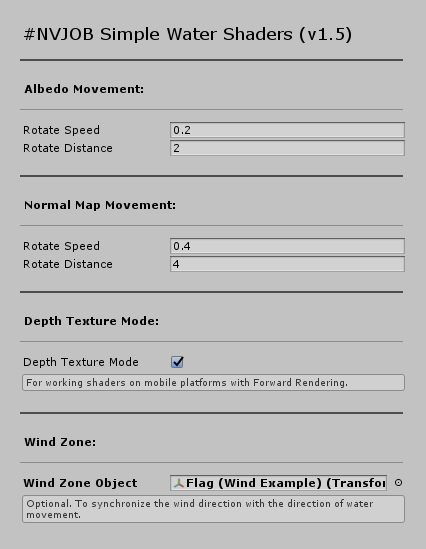 #NVJOB Simple Water Shaders (v1.5)
Albedo Movement:
Rotate Speed 0.2
Rotate Distance 2
Normal Map Movement:
Rotate Speed 0.4
Rotate Distance 4
Depth Texture Mode:
Depth Texture Mode
For working shaders on mobile platforms with Forward Rendering.
Wind Zone:
Wind Zone Object Flag (Wind Example) (Transfor
Optional. To synchronize the wind direction with the direction of water
movement.